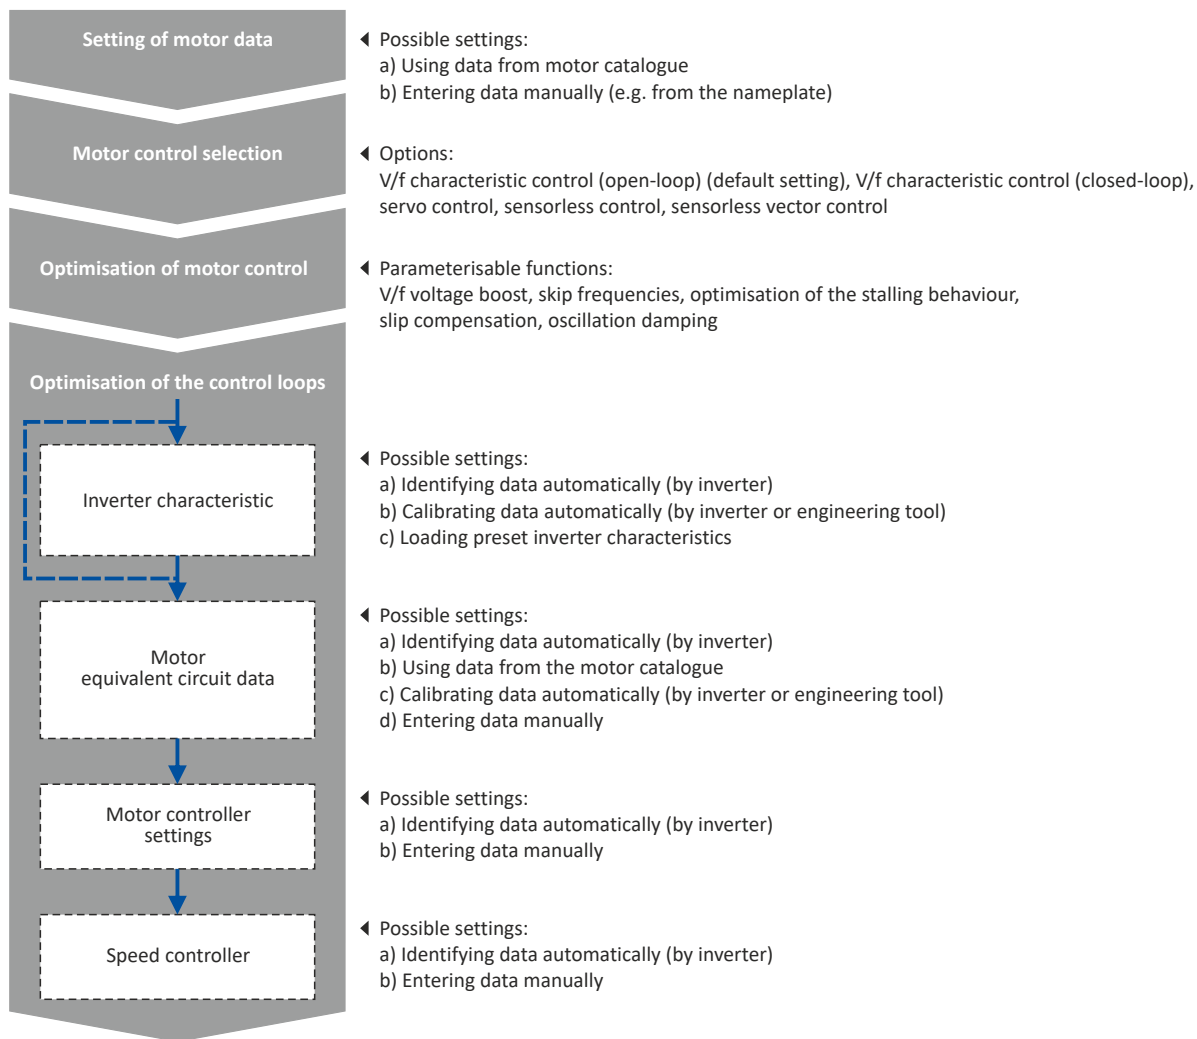 Setting of motor data
◀ Possible settings:
a) Using data from motor catalogue
b) Entering data manually (e.g. from the nameplate)
Motor control selection
◀ Options:
V/f characteristic control (open-loop) (default setting), V/f characteristic control (closed-loop),
servo control, sensorless control, sensorless vector control
Optimisation of motor control
◀ Parameterisable functions:
V/f voltage boost, skip frequencies, optimisation of the stalling behaviour,
slip compensation, oscillation damping
Optimisation of the control loops
Inverter characteristic
◀ Possible settings:
a) Identifying data automatically (by inverter)
b) Calibrating data automatically (by inverter or engineering tool)
c) Loading preset inverter characteristics
Motor
equivalent circuit data
◀ Possible settings:
a) Identifying data automatically (by inverter)
b) Using data from the motor catalogue
c) Calibrating data automatically (by inverter or engineering tool)
d) Entering data manually
Motor controller
settings
◀ Possible settings:
a) Identifying data automatically (by inverter)
b) Entering data manually
Speed controller
◀ Possible settings:
a) Identifying data automatically (by inverter)
b) Entering data manually